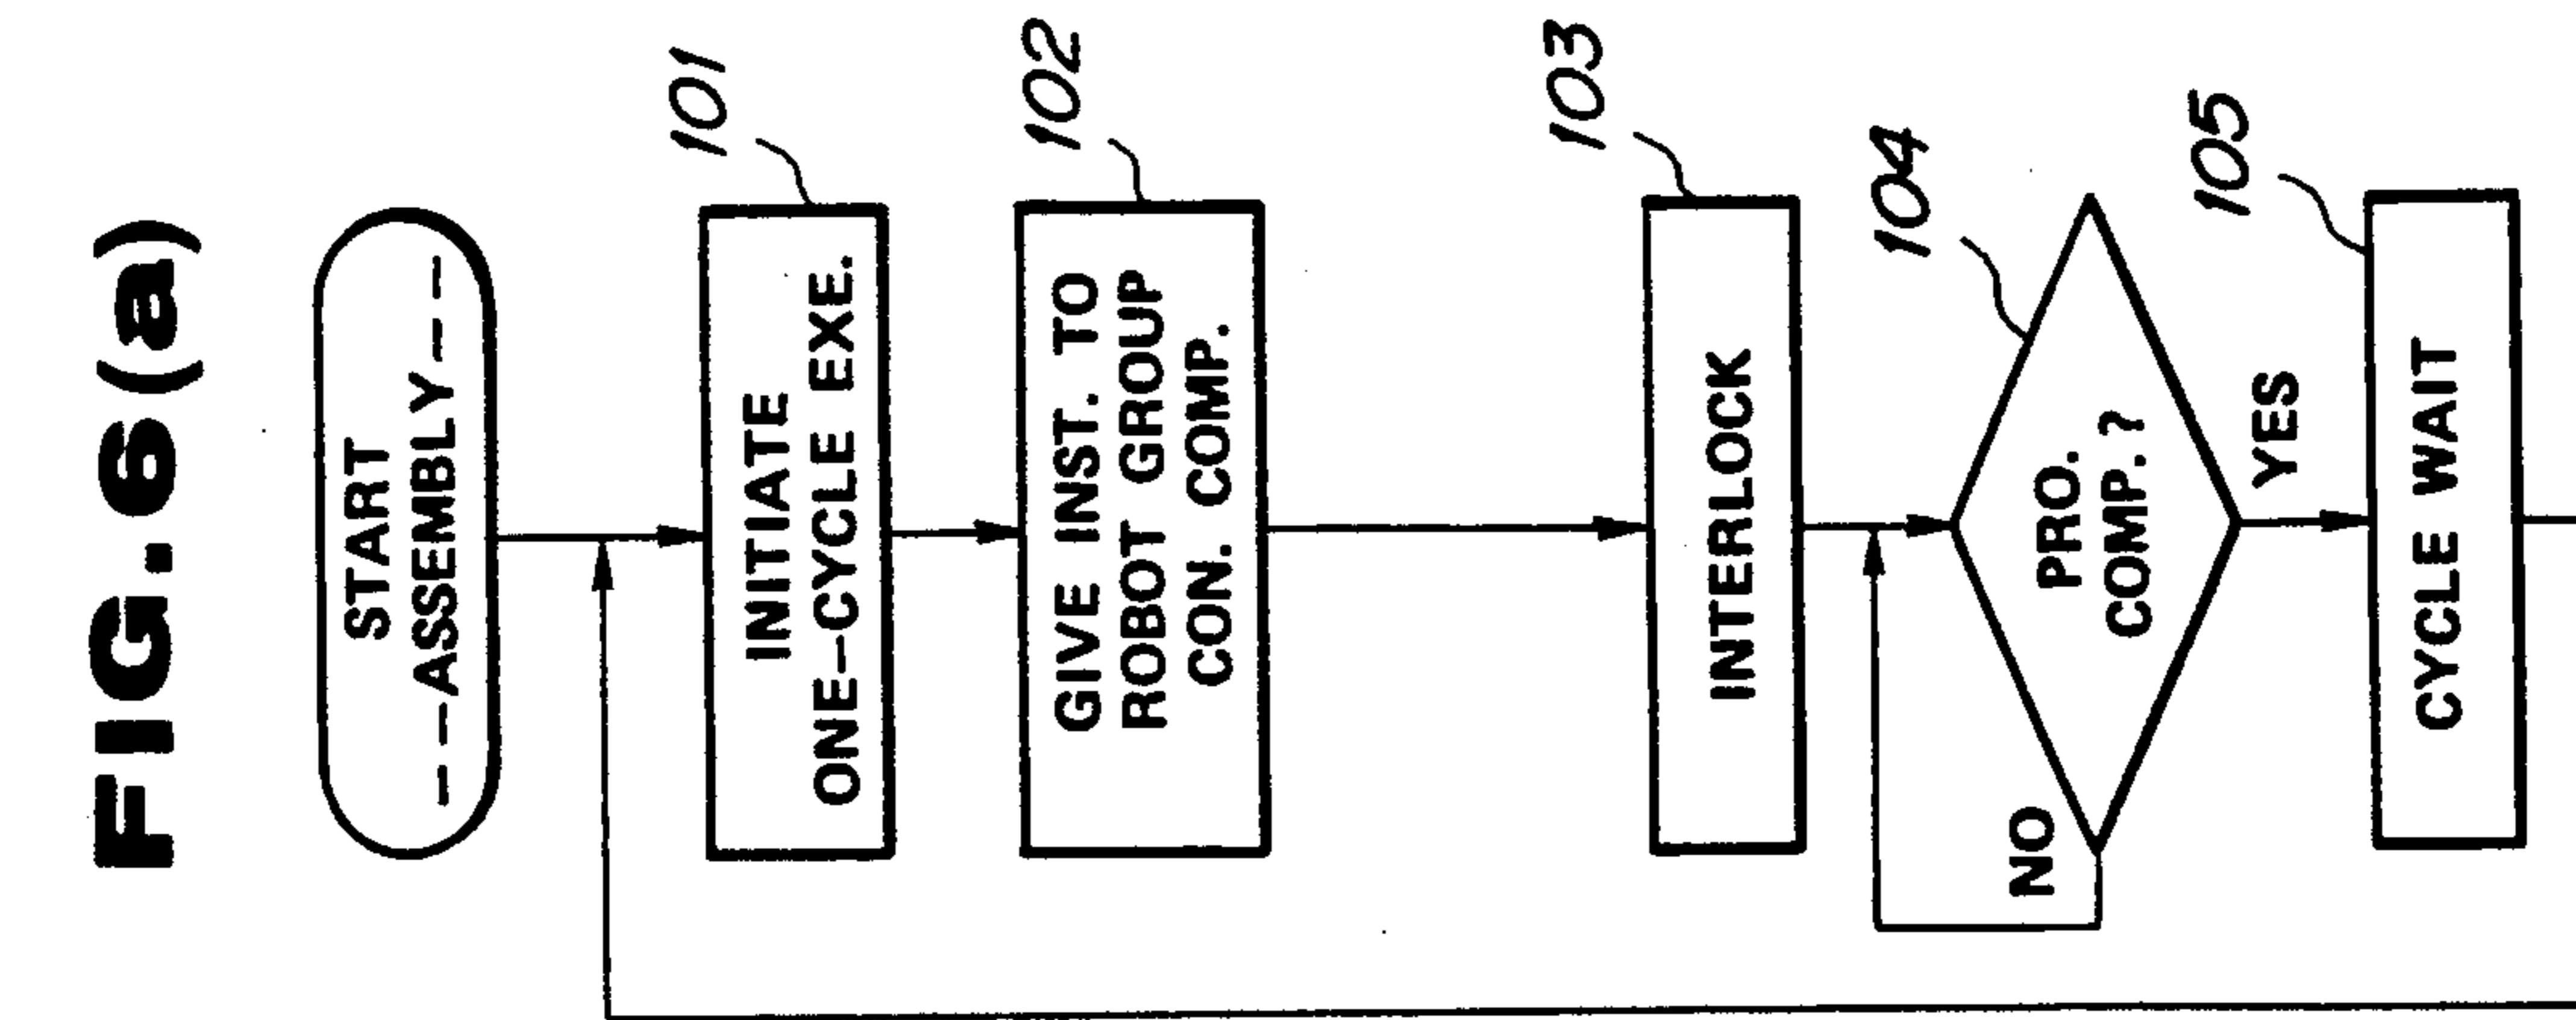 FIG. 6(a)
START
--ASSEMBLY--
101
INITIATE
ONE-CYCLE EXE.
102
GIVE INST. TO
ROBOT GROUP
CON. COMP.
103
INTERLOCK
104
PRO.
COMP.?
NO
YES
105
CYCLE WAIT